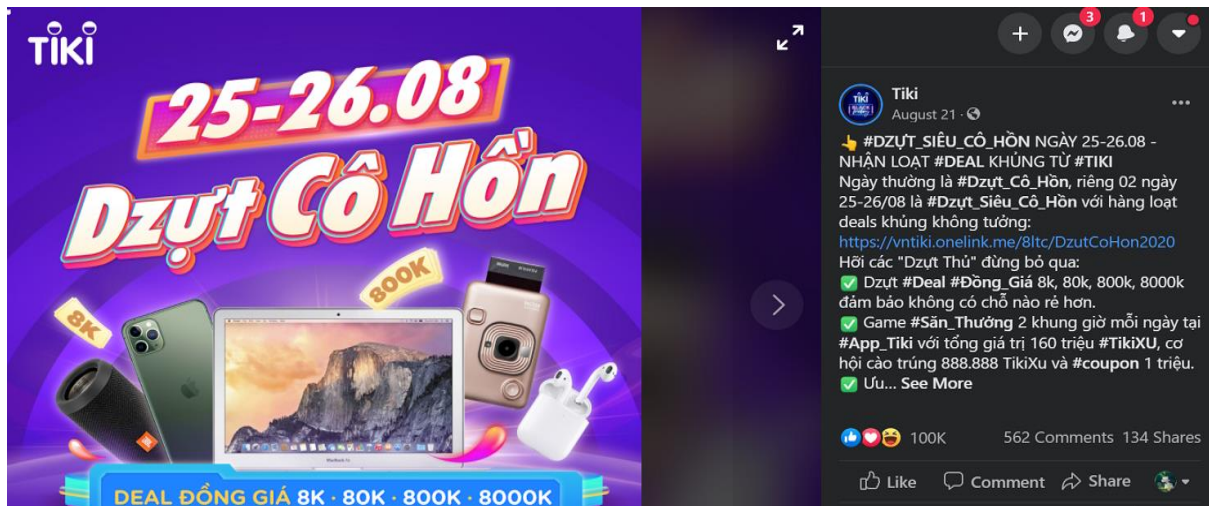 TIKI
25-26.08
Dzựt Cô Hồn
8K
800K
MacBook Pro
JBL
DEAL ĐỒNG GIÁ 8K · 80K · 800K · 8000K
3
1
Tiki
August 21 ·
👆 #DZỰT_SIÊU_CÔ_HỒN NGÀY 25-26.08 -
NHẬN LOẠT #DEAL KHỦNG TỪ #TIKI
Ngày thường là #Dzựt_Cô_Hồn, riêng 02 ngày
25-26/08 là #Dzựt_Siêu_Cô_Hồn với hàng loạt
deals khủng không tưởng:
https://vntiki.onelink.me/8ltc/DzutCoHon2020
Hỡi các "Dzựt Thủ" đừng bỏ qua:
✅ Dzựt #Deal #Đồng_Giá 8k, 80k, 800k, 8000k
đảm bảo không có chỗ nào rẻ hơn.
✅ Game #Săn_Thưởng 2 khung giờ mỗi ngày tại
#App_Tiki với tổng giá trị 160 triệu #TikiXU, cơ
hội cào trúng 888.888 TikiXu và #coupon 1 triệu.
✅ Ưu... See More
100K 562 Comments 134 Shares
Like Comment Share